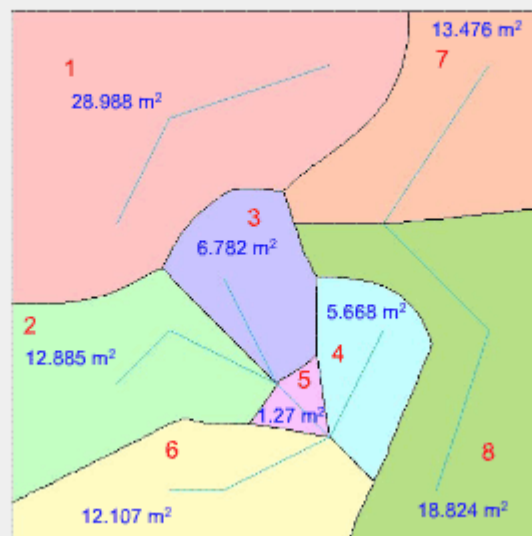 13.476 m²
7
1
28.988 m²
3
6.782 m²
5.668 m²
2
12.885 m²
4
5
1.27 m²
6
8
12.107 m²
18.824 m²